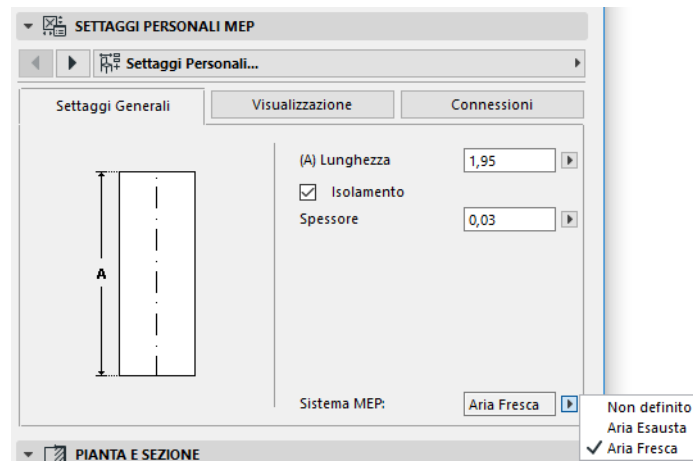 SETTAGGI PERSONALI MEP
Settaggi Personali...
Settaggi Generali
Visualizzazione
Connessioni
(A) Lunghezza
1,95
Isolamento
Spessore
0,03
A
Sistema MEP:
Aria Fresca
Non definito
Aria Esausta
Aria Fresca
PIANTA E SEZIONE